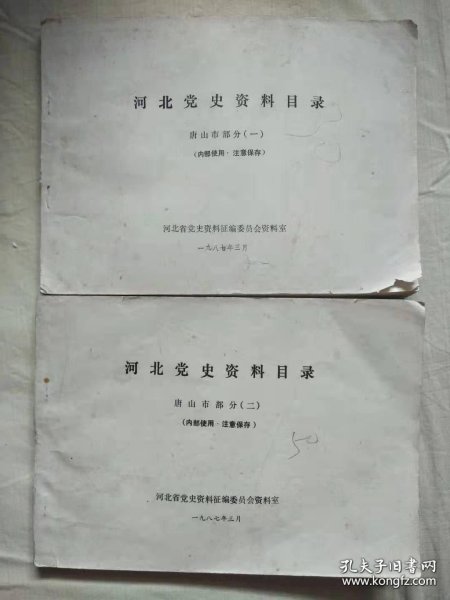 河北党史资料目录
唐山市部分(一)
(内部使用·注意保存)
河北省党史资料征编委员会资料室
一九八七年三月
河北党史资料目录
唐山市部分(二)
(内部使用·注意保存)
50
河北省党史资料征编委员会资料室
一九八七年三月
孔夫子旧书网
www.kongfz.com